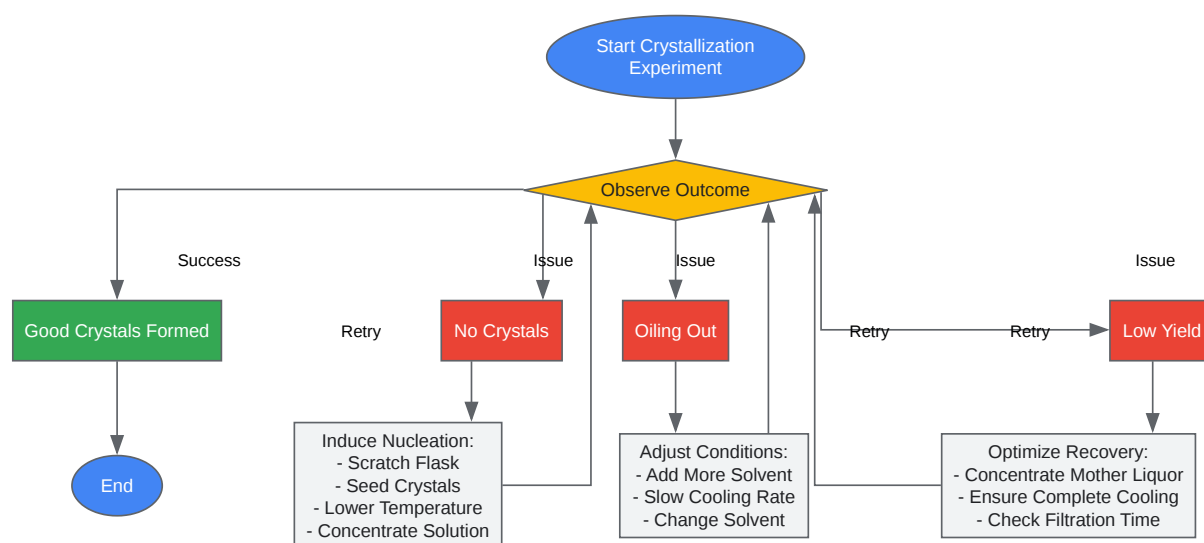 Start Crystallization
Experiment
Observe Outcome
Success
Issue
Issue
Issue
Good Crystals Formed
Retry
No Crystals
Oiling Out
Retry
Retry
Low Yield
End
Induce Nucleation:
- Scratch Flask
- Seed Crystals
- Lower Temperature
- Concentrate Solution
Adjust Conditions:
- Add More Solvent
- Slow Cooling Rate
- Change Solvent
Optimize Recovery:
- Concentrate Mother Liquor
- Ensure Complete Cooling
- Check Filtration Time